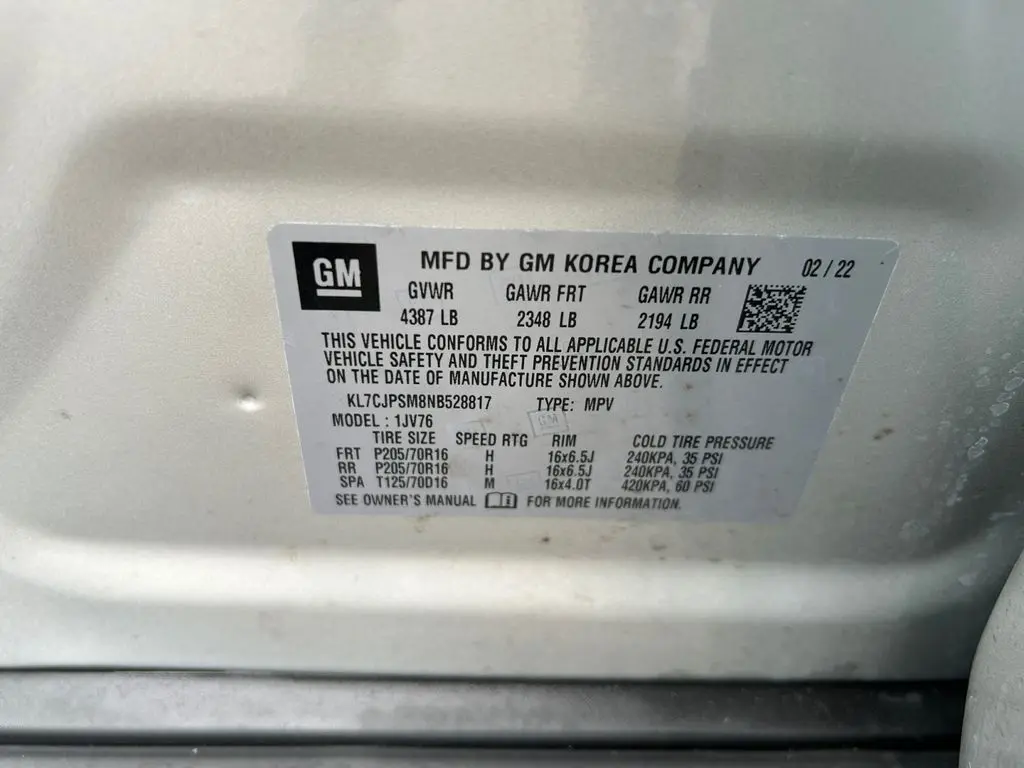 GM MFD BY GM KOREA COMPANY 02 / 22
GVWR GAWR FRT GAWR RR
4387 LB 2348 LB 2194 LB
THIS VEHICLE CONFORMS TO ALL APPLICABLE U.S. FEDERAL MOTOR
VEHICLE SAFETY AND THEFT PREVENTION STANDARDS IN EFFECT
ON THE DATE OF MANUFACTURE SHOWN ABOVE.
KL7CJPSM8NB528817 TYPE: MPV
MODEL : 1JV76
TIRE SIZE SPEED RTG RIM COLD TIRE PRESSURE
FRT P205/70R16 H 16x6.5J 240KPA, 35 PSI
RR P205/70R16 H 16x6.5J 240KPA, 35 PSI
SPA T125/70D16 M 16x4.0T 420KPA, 60 PSI
SEE OWNER'S MANUAL FOR MORE INFORMATION.